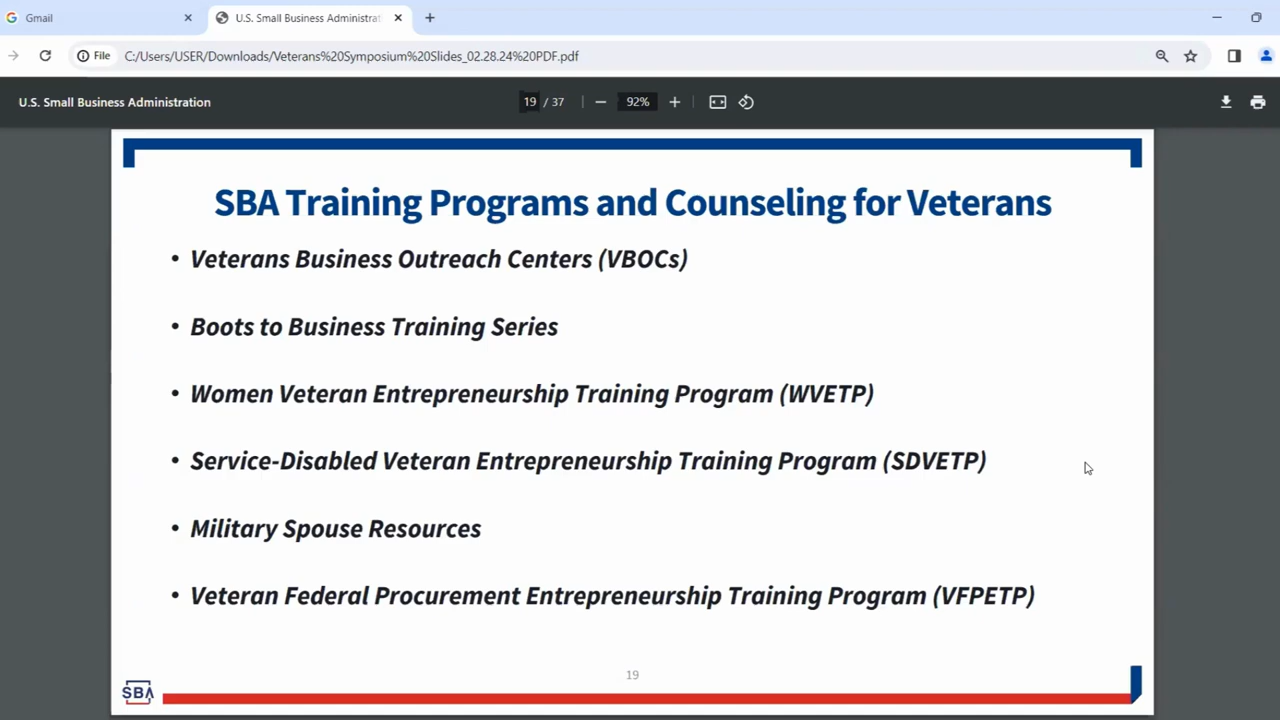 Gmail
U.S. Small Business Administrat
File
C:/Users/USER/Downloads/Veterans%20Symposium%20Slides_02.28.24%20PDF.pdf
U.S. Small Business Administration
19 / 37
92%
SBA Training Programs and Counseling for Veterans
• Veterans Business Outreach Centers (VBOCs)
• Boots to Business Training Series
• Women Veteran Entrepreneurship Training Program (WVETP)
• Service-Disabled Veteran Entrepreneurship Training Program (SDVETP)
• Military Spouse Resources
• Veteran Federal Procurement Entrepreneurship Training Program (VFPETP)
19
SBA